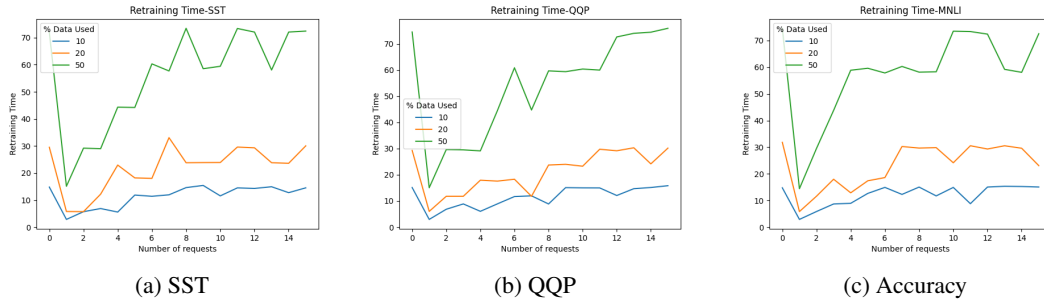 Retraining Time-SST
% Data Used
10
20
50
Retraining Time
70
60
50
40
30
20
10
0
0 2 4 6 8 10 12 14
Number of requests
(a) SST
Retraining Time-QQP
% Data Used
10
20
50
Retraining Time
70
60
50
40
30
20
10
0
0 2 4 6 8 10 12 14
Number of requests
(b) QQP
Retraining Time-MNLI
% Data Used
10
20
50
Retraining Time
70
60
50
40
30
20
10
0
0 2 4 6 8 10 12 14
Number of requests
(c) Accuracy